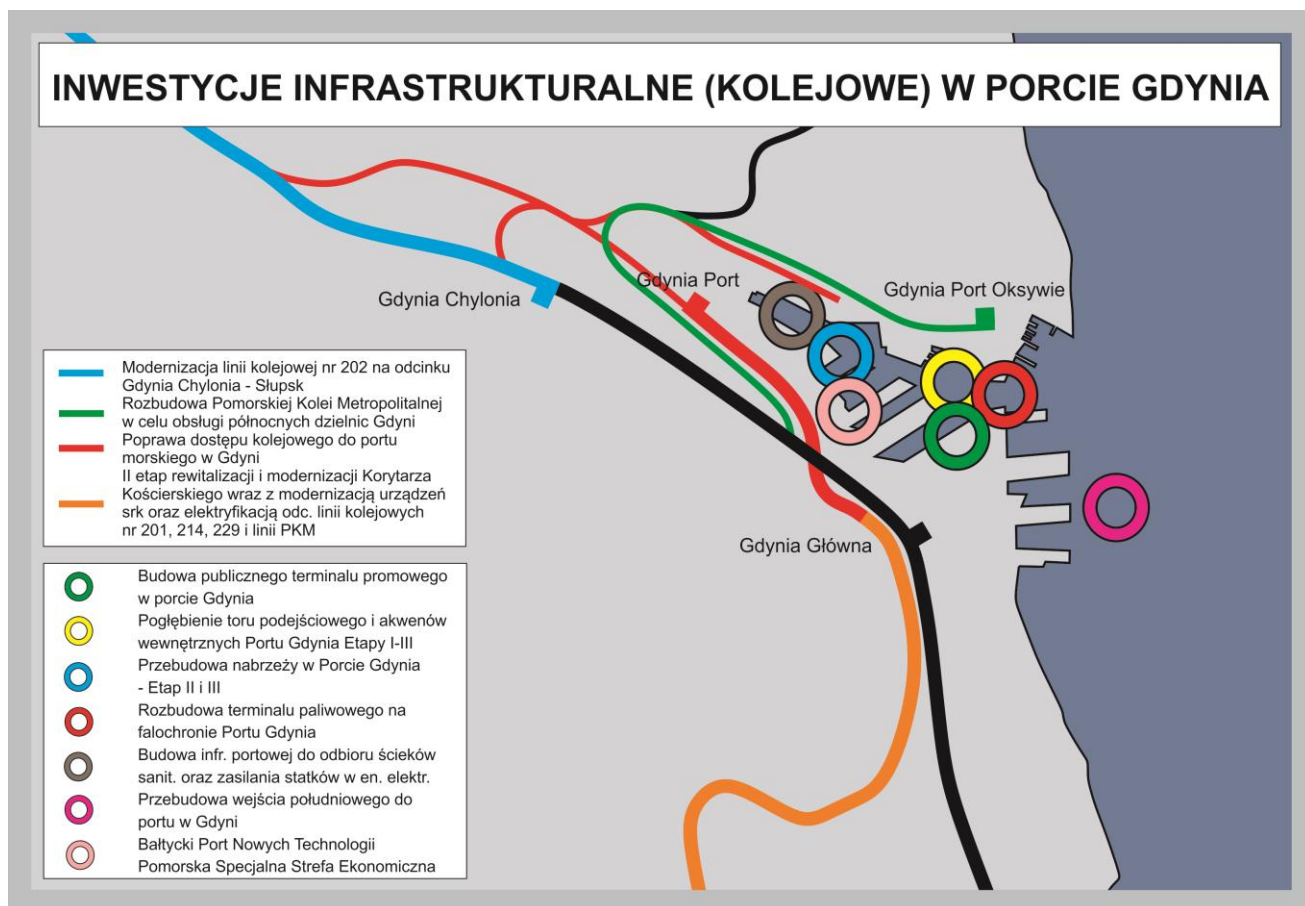 INWESTYCJE INFRASTRUKTURALNE (KOLEJOWE) W PORCIE GDYNIA
Gdynia Chylonia
Gdynia Port
Gdynia Port Oksywie
Gdynia Główna
Modernizacja linii kolejowej nr 202 na odcinku
Gdynia Chylonia - Słupsk
Rozbudowa Pomorskiej Kolei Metropolitalnej
w celu obsługi północnych dzielnic Gdyni
Poprawa dostępu kolejowego do portu
morskiego w Gdyni
II etap rewitalizacji i modernizacji Korytarza
Kościerskiego wraz z modernizacją urządzeń
srk oraz elektryfikacją odc. linii kolejowych
nr 201, 214, 229 i linii PKM
Budowa publicznego terminalu promowego
w porcie Gdynia
Pogłębienie toru podejściowego i akwenów
wewnętrznych Portu Gdynia Etapy I-III
Przebudowa nabrzeży w Porcie Gdynia
- Etap II i III
Rozbudowa terminalu paliwowego na
falochronie Portu Gdynia
Budowa infr. portowej do odbioru ścieków
sanit. oraz zasilania statków w en. elektr.
Przebudowa wejścia południowego do
portu w Gdyni
Bałtycki Port Nowych Technologii
Pomorska Specjalna Strefa Ekonomiczna